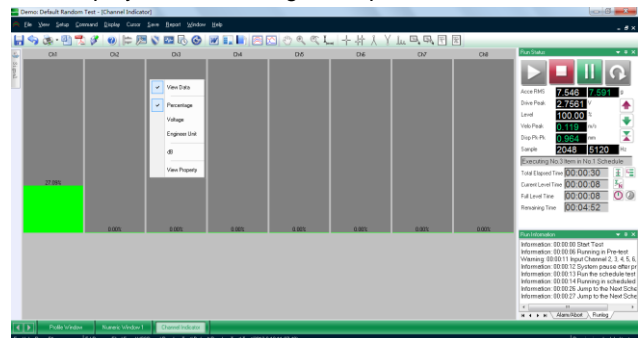 Demo: Default Random Test - [Channel Indicator]
File View Setup Command Display Cursor Save Report Window Help
Ch1 Ch2 Ch3 Ch4 Ch5 Ch6 Ch7 Ch8
View Data
Percentage
Voltage
Engineer Unit
dB
View Property
27.89%
0.00% 0.00% 0.00% 0.00% 0.00% 0.00% 0.00%
Run Status
Acce RMS 7.546 7.591 g
Drive Peak 2.7561 V
Level 100.00 %
Velo Peak 0.119 m/s
Disp Pk-Pk 0.964 mm
Sample 2048 5120 Hz
Executing No.3 Item in No.1 Schedule
Total Elapsed Time 00:00:30
Current Level Time 00:00:08
Full Level Time 00:00:08
Remaining Time 00:04:52
Run Information
Information: 00:00:00 Start Test
Information: 00:00:06 Running in Pre-test
Warning: 00:00:11 Input Channel 2, 3, 4, 5, 6,
Information: 00:00:12 System pause after pr
Information: 00:00:13 Run the schedule test
Information: 00:00:14 Running in scheduled
Information: 00:00:26 Jump to the Next Sche
Information: 00:00:27 Jump to the Next Sche
Alarm/Abort Runlog
Profile Window Numeric Window 1 Channel Indicator